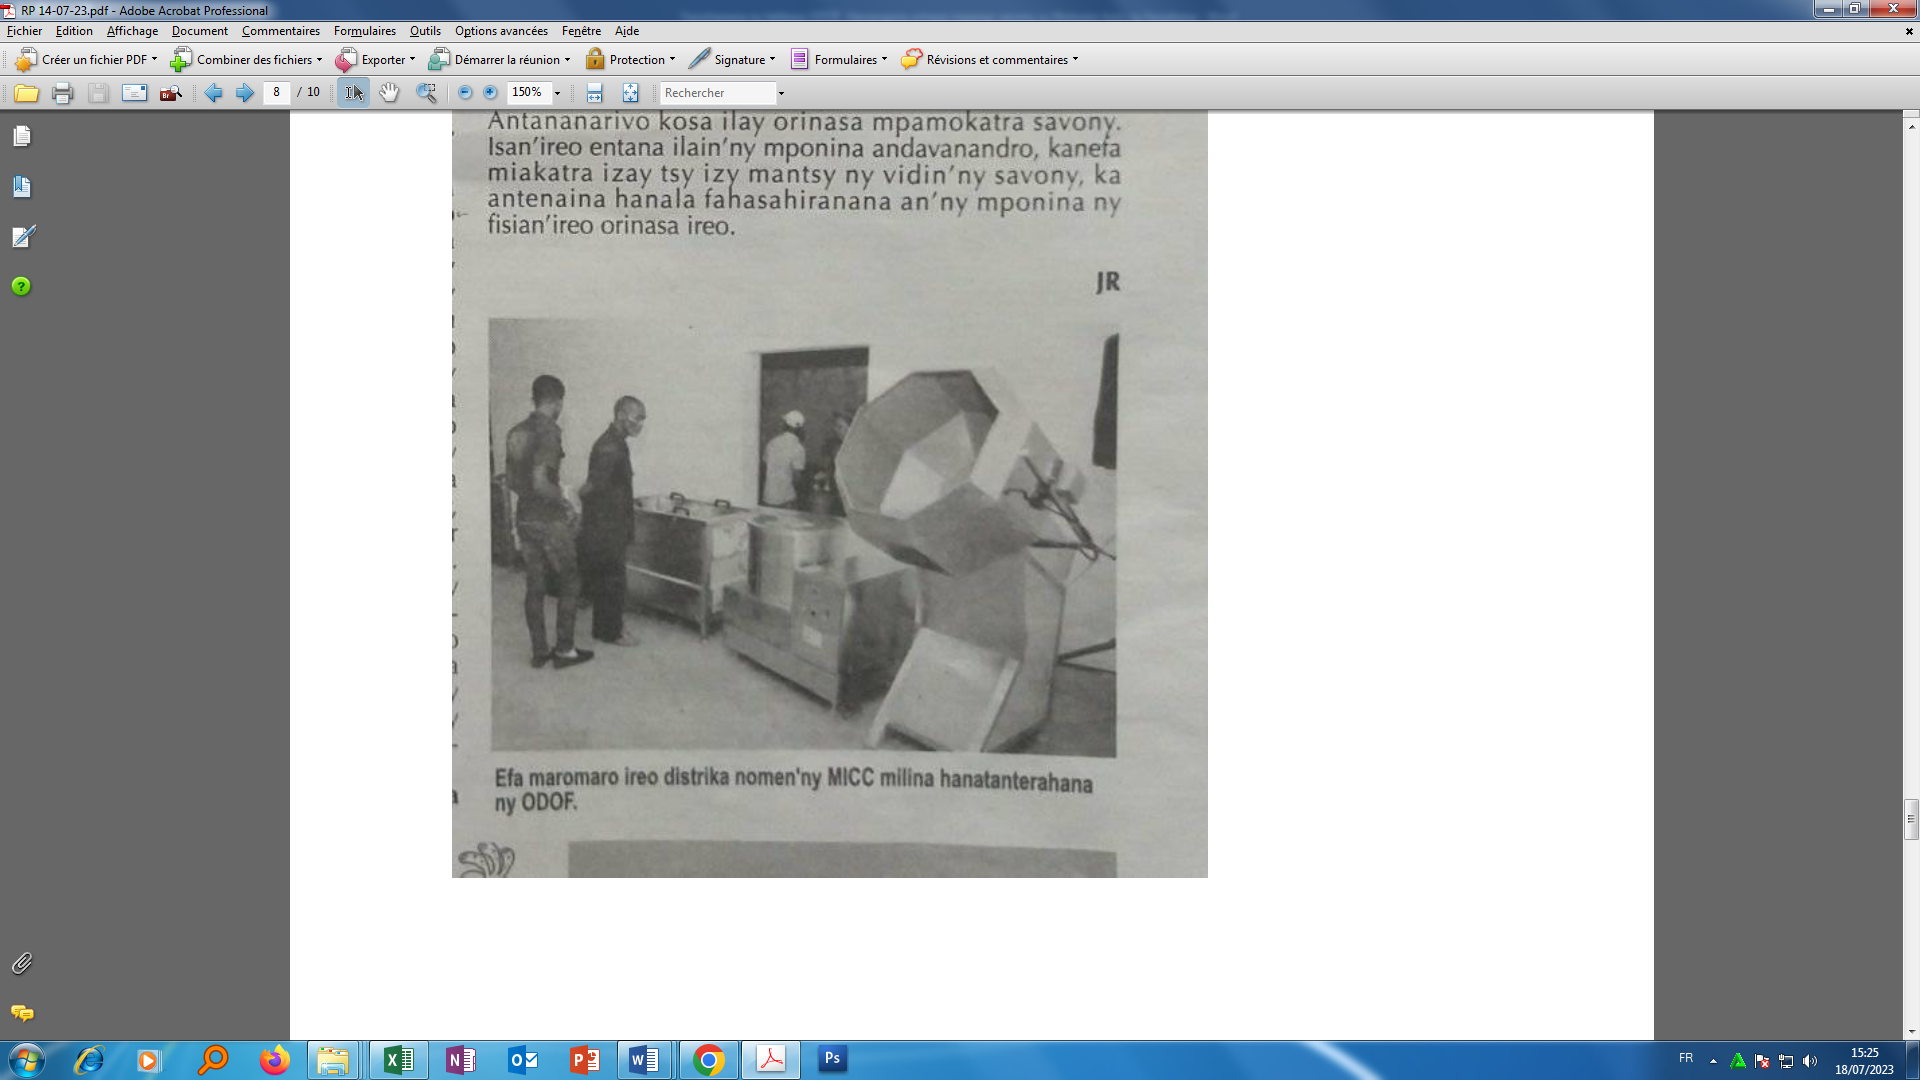 RP 14-07-23.pdf - Adobe Acrobat Professional
Fichier Edition Affichage Document Commentaires Formulaires Outils Options avancées Fenêtre Aide
Créer un fichier PDF Combiner des fichiers Exporter Démarrer la réunion Protection Signature Formulaires Révisions et commentaires
8 / 10 150% Rechercher
Antananarivo kosa ilay orinasa mpamokatra savony.
Isan'ireo entana ilain'ny mponina andavanandro, kanefa
miakatra izay tsy izy mantsy ny vidin'ny savony, ka
antenaina hanala fahasahiranana an'ny mponina ny
fisian'ireo orinasa ireo.
JR
Efa maromaro ireo distrika nomen'ny MICC milina hanatanterahana
ny ODOF.
FR
15:25
18/07/2023